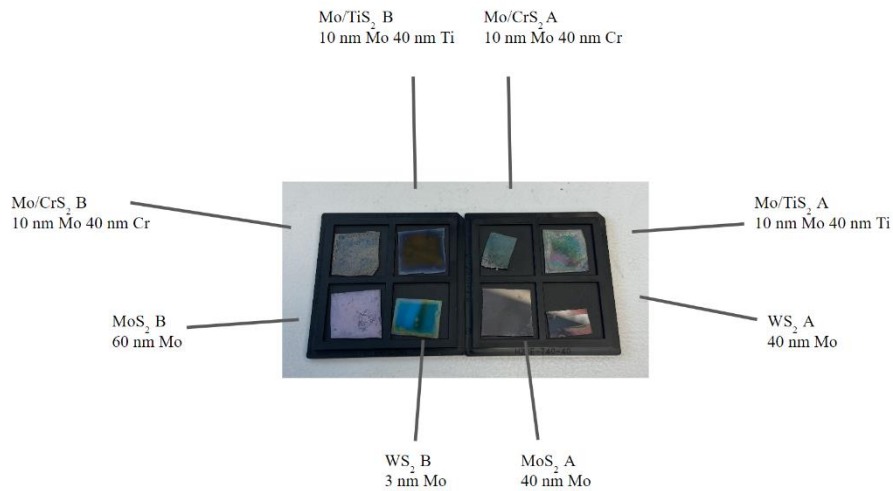 Mo/TiS₂ B
10 nm Mo 40 nm Ti
Mo/CrS₂ A
10 nm Mo 40 nm Cr
Mo/CrS₂ B
10 nm Mo 40 nm Cr
Mo/TiS₂ A
10 nm Mo 40 nm Ti
MoS₂ B
60 nm Mo
WS₂ A
40 nm Mo
WS₂ B
3 nm Mo
MoS₂ A
40 nm Mo